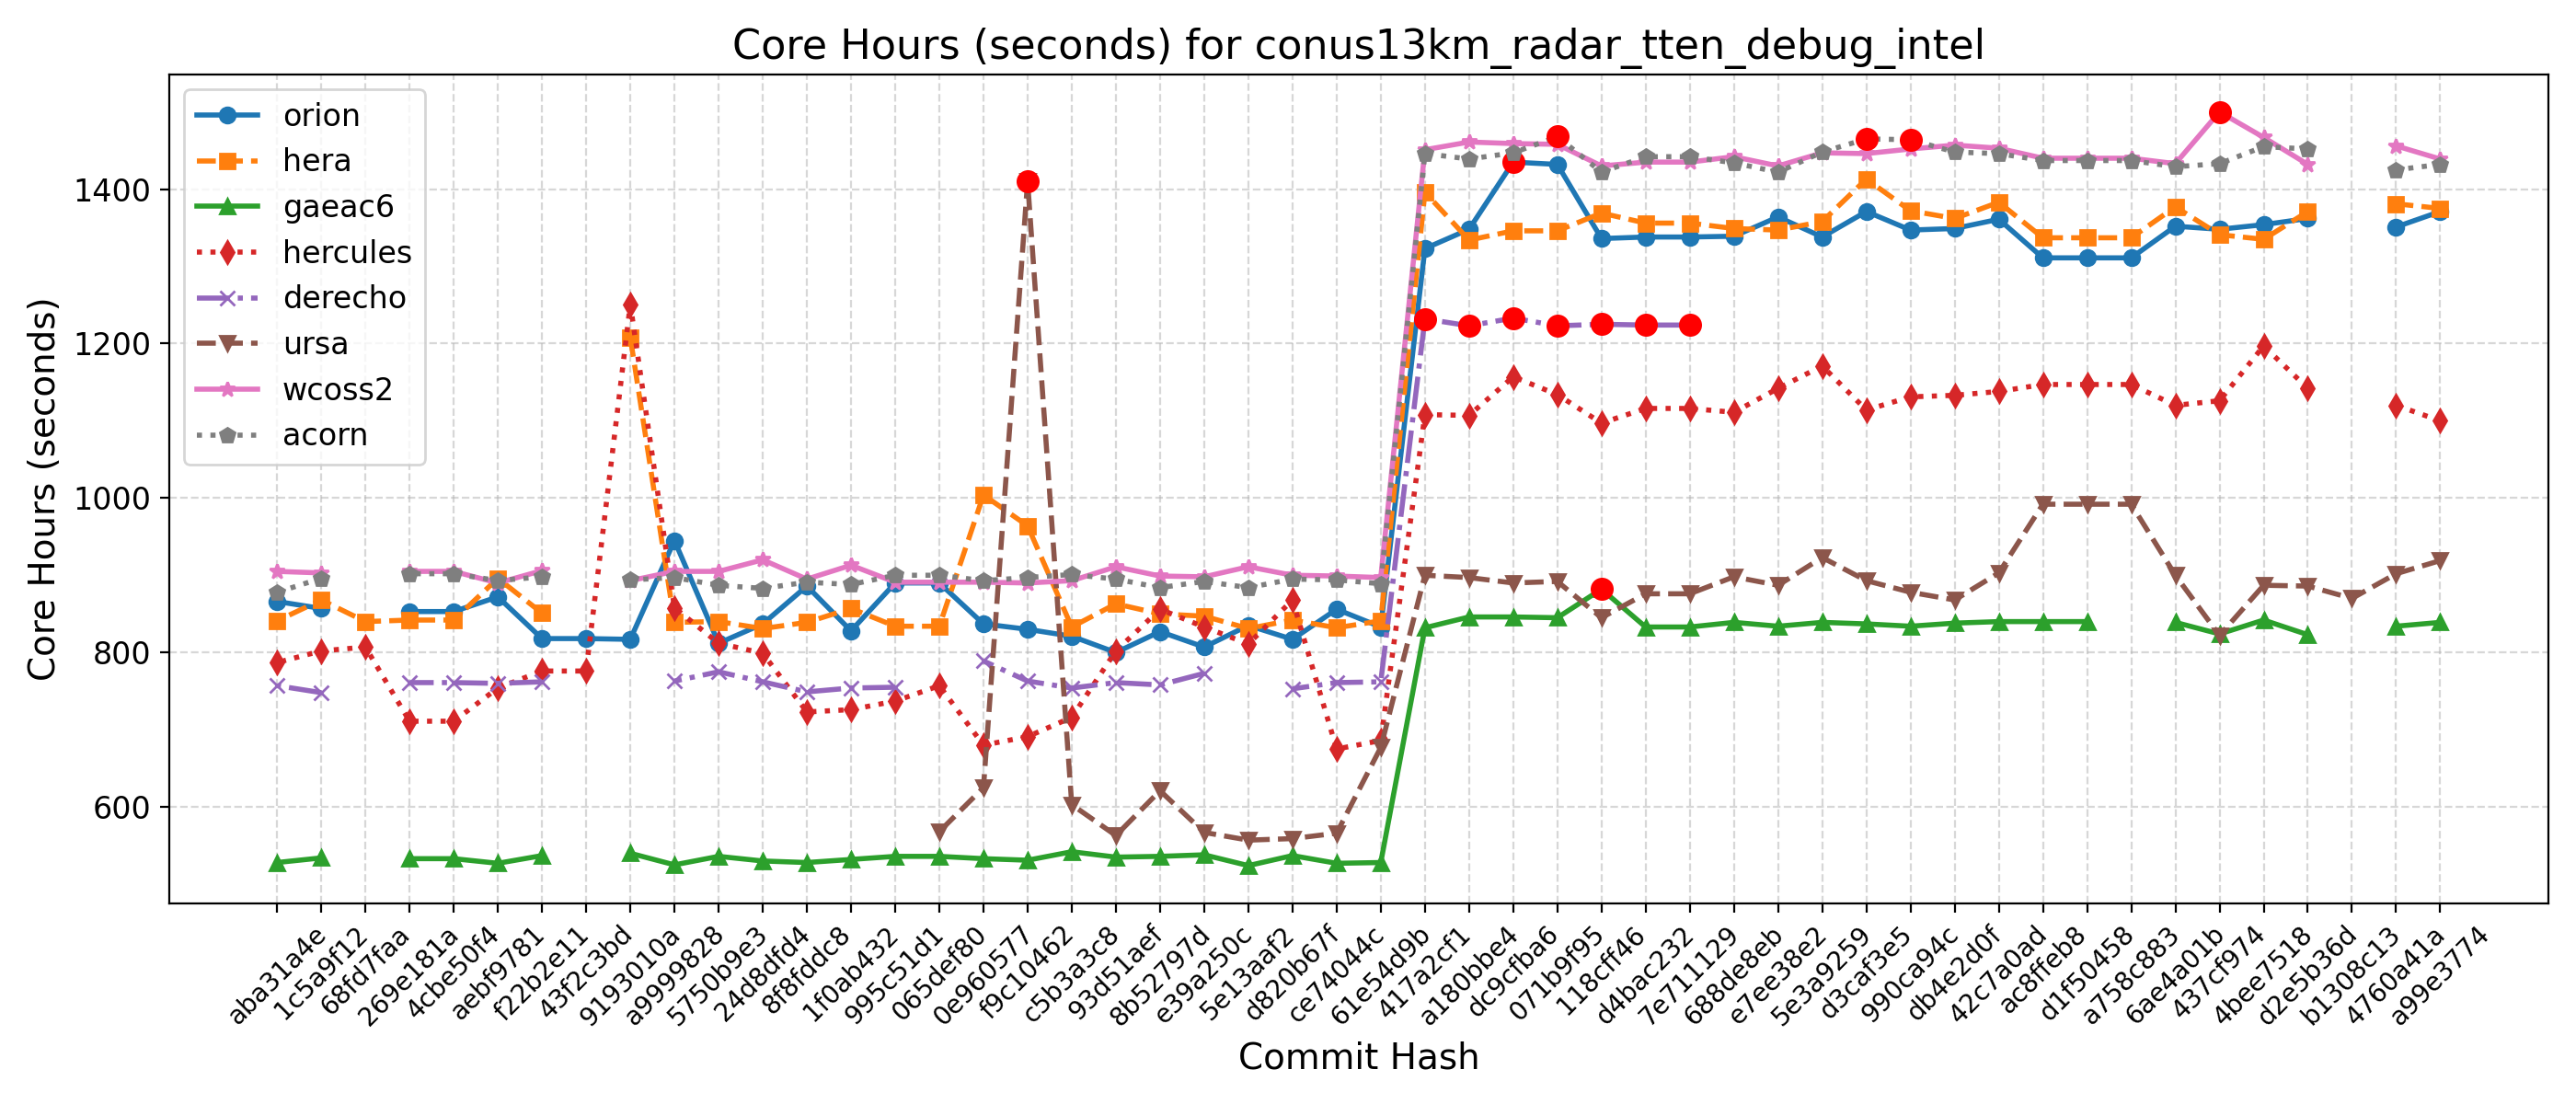 Core Hours (seconds) for conus13km_radar_tten_debug_intel
Core Hours (seconds)
1400
1200
1000
800
600
orion
hera
gaeac6
hercules
derecho
ursa
wcoss2
acorn
aba31a4e
1c5a9f12
68fd7faa
269e181a
4cbe50f4
aebf9781
f22b2e11
43f2c3bd
9193010a
a9999828
5750b9e3
24d8dfd4
8f8fddc8
1f0ab432
995c51d1
065def80
0e960577
f9c10462
c5b3a3c8
93d51aef
8b52797d
e39a250c
5e13aaf2
d820b67f
ce74044c
61e54d9b
417a2cf1
a180bbe4
dc9cfba6
071b9f95
118cff46
d4bac232
7e711129
688de8eb
e7ee38e2
5e3a9259
d3caf3e5
990ca94c
db4e2d0f
42c7a0ad
ac8ffeb8
d1f50458
a758c883
6ae4a01b
437cf974
4bee7518
d2e5b36d
b1308c13
4760a41a
a99e3774
Commit Hash